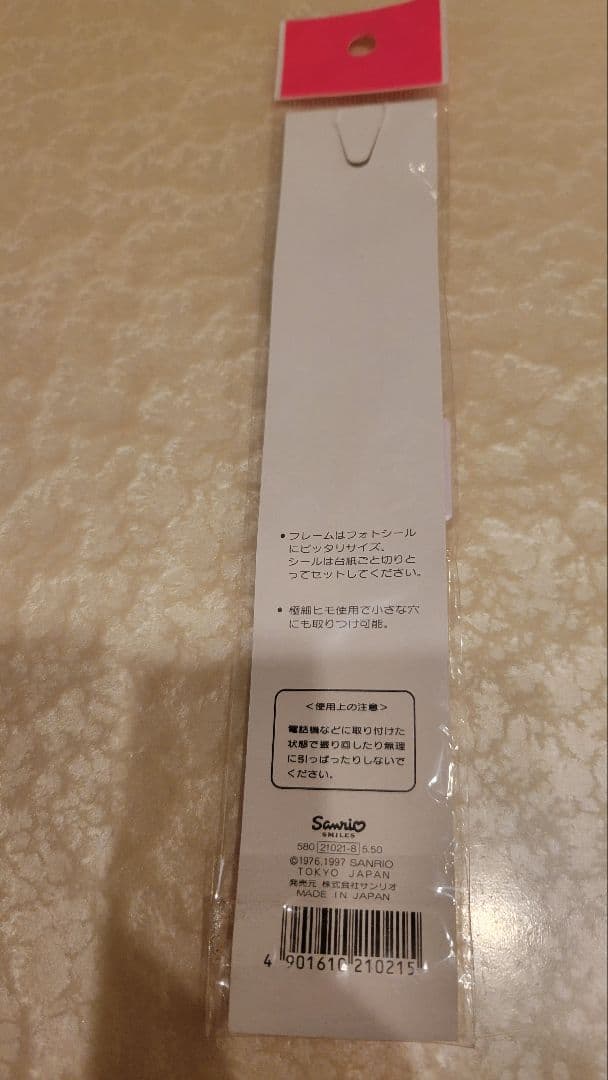 ●フレームはフォトシール
にピッタリサイズ。
シールは台紙ごと切りと
ってセットしてください。
●極細ヒモ使用で小さな穴
にも取りつけ可能。
＜使用上の注意＞
電話機などに取り付けた
状態で振り回したり無理
に引っぱったりしないで
ください。
Sanrio
SMILES
580 21021-8 5.50
©1976,1997 SANRIO
TOKYO JAPAN
発売元 株式会社サンリオ
MADE IN JAPAN
4 901610 210215